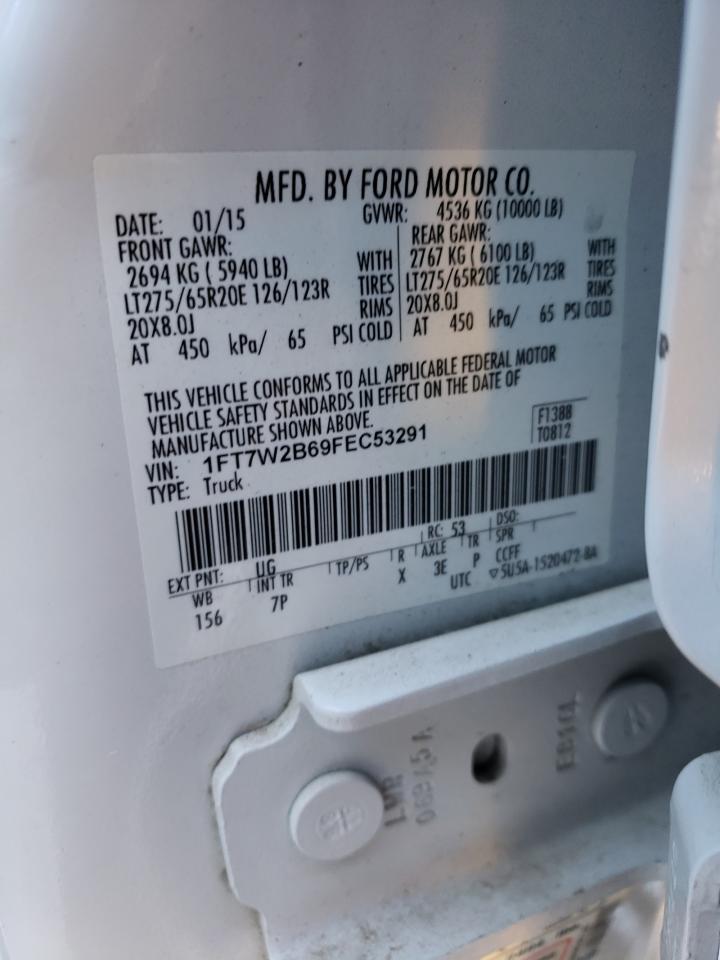 MFD. BY FORD MOTOR CO.
DATE: 01/15 GVWR: 4536 KG (10000 LB)
FRONT GAWR: REAR GAWR:
2694 KG ( 5940 LB) WITH 2767 KG ( 6100 LB) WITH
LT275/65R20E 126/123R TIRES LT275/65R20E 126/123R TIRES
20X8.0J RIMS 20X8.0J RIMS
AT 450 kPa/ 65 PSI COLD AT 450 kPa/ 65 PSI COLD
THIS VEHICLE CONFORMS TO ALL APPLICABLE FEDERAL MOTOR
VEHICLE SAFETY STANDARDS IN EFFECT ON THE DATE OF
MANUFACTURE SHOWN ABOVE.
VIN: 1FT7W2B69FEC53291
TYPE: Truck
F1388
T0812
EXT PNT: UG RC: 53 DSO:
WB INT TR TP/PS R AXLE TR SPR
156 7P X 3E P CCFF
UTC ▽5U5A-1520472-BA